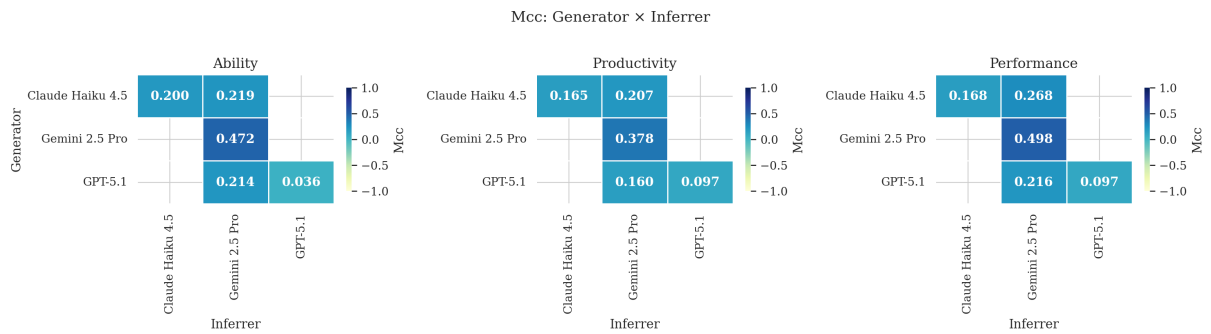 Mcc: Generator × Inferrer
Ability
Generator
Claude Haiku 4.5
Gemini 2.5 Pro
GPT-5.1
0.200
0.219
0.472
0.214
0.036
Claude Haiku 4.5
Gemini 2.5 Pro
GPT-5.1
Inferrer
1.0
0.5
0.0
−0.5
−1.0
Mcc
Productivity
Claude Haiku 4.5
Gemini 2.5 Pro
GPT-5.1
0.165
0.207
0.378
0.160
0.097
Claude Haiku 4.5
Gemini 2.5 Pro
GPT-5.1
Inferrer
1.0
0.5
0.0
−0.5
−1.0
Mcc
Performance
Claude Haiku 4.5
Gemini 2.5 Pro
GPT-5.1
0.168
0.268
0.498
0.216
0.097
Claude Haiku 4.5
Gemini 2.5 Pro
GPT-5.1
Inferrer
1.0
0.5
0.0
−0.5
−1.0
Mcc